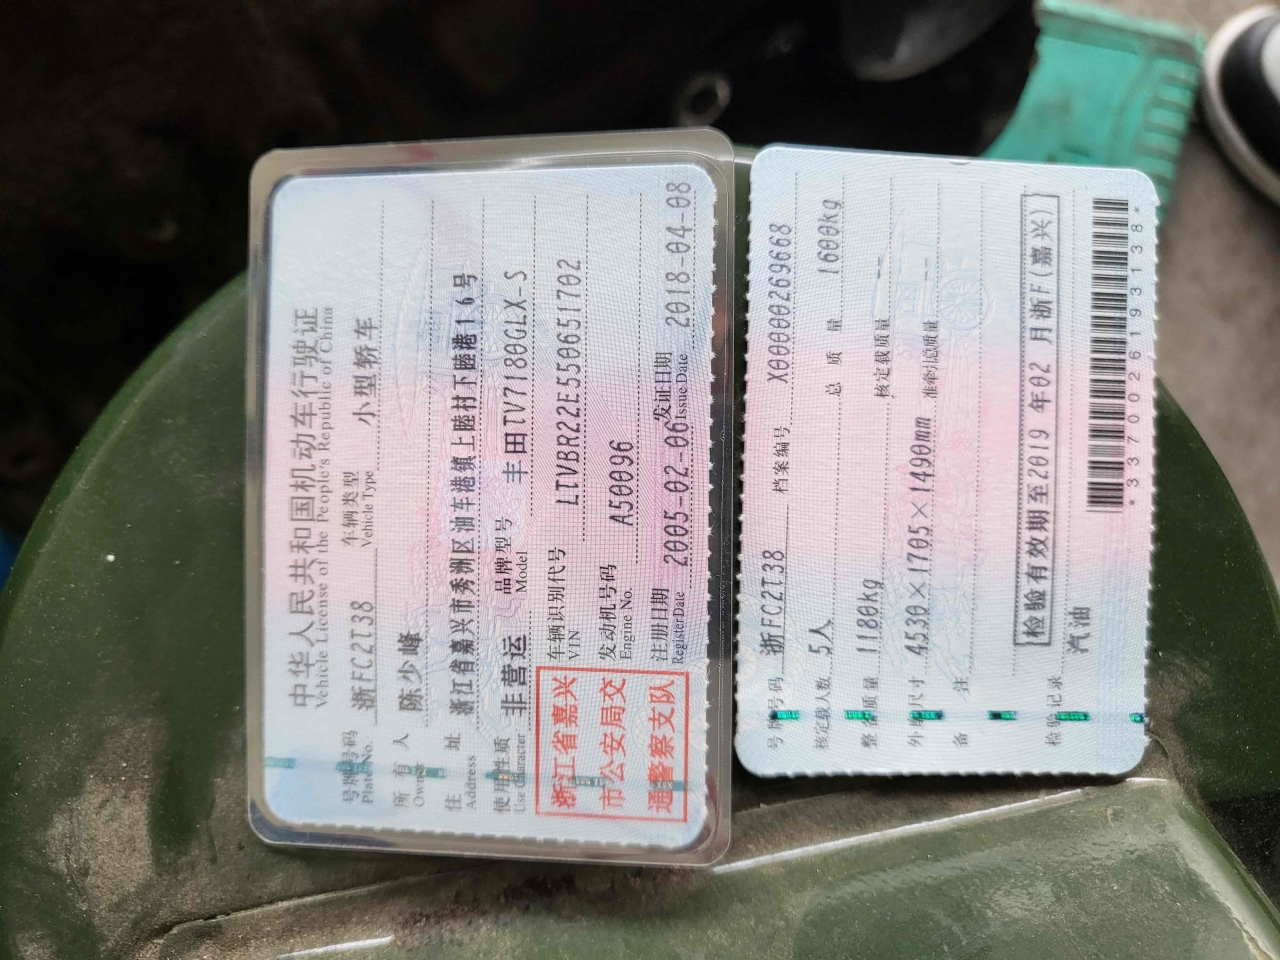 中华人民共和国机动车行驶证
Vehicle License of the People's Republic of China
号牌号码 浙FC2T38 车辆类型 小型轿车
Plate No. Vehicle Type
所有人 陈少峰
Owner
住址 浙江省嘉兴市秀洲区油车港镇上睦村下睦港16号
Address
使用性质 非营运 品牌型号 丰田TV7180GLX-S
Use Character Model
浙江省嘉兴
市公安局交
通警察支队
车辆识别代号 LTVBR22E550651702
VIN
发动机号码 A50096
Engine No.
注册日期 2005-02-06 发证日期 2018-04-08
Register Date Issue Date
号牌号码 浙FC2T38 档案编号 X00000269668
核定载人数 5人 总质量 1600kg
整备质量 1180kg 核定载质量 --
外廓尺寸 4530×1705×1490mm 准牵引总质量 --
备注
检验有效期至2019年02月浙F(嘉兴)
检验记录 汽油
*3370026193138*